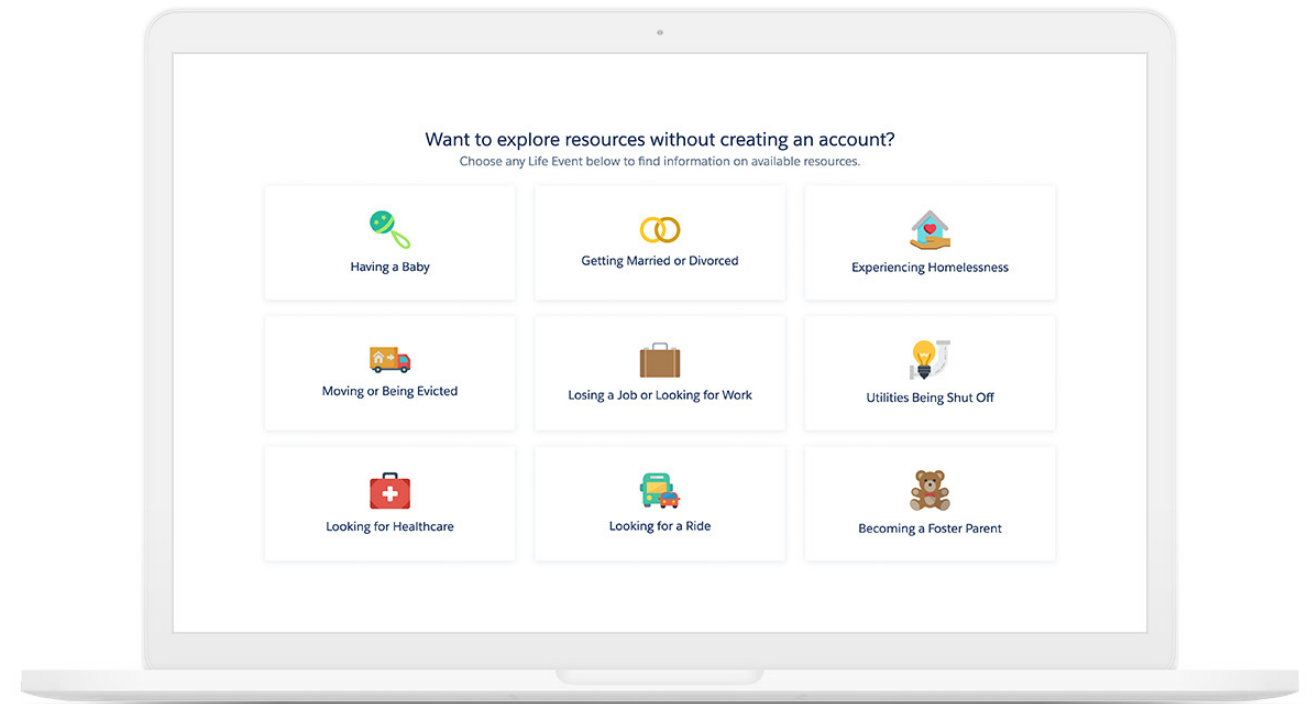 Want to explore resources without creating an account?
Choose any Life Event below to find information on available resources.
Having a Baby
Getting Married or Divorced
Experiencing Homelessness
Moving or Being Evicted
Losing a Job or Looking for Work
Utilities Being Shut Off
Looking for Healthcare
Looking for a Ride
Becoming a Foster Parent